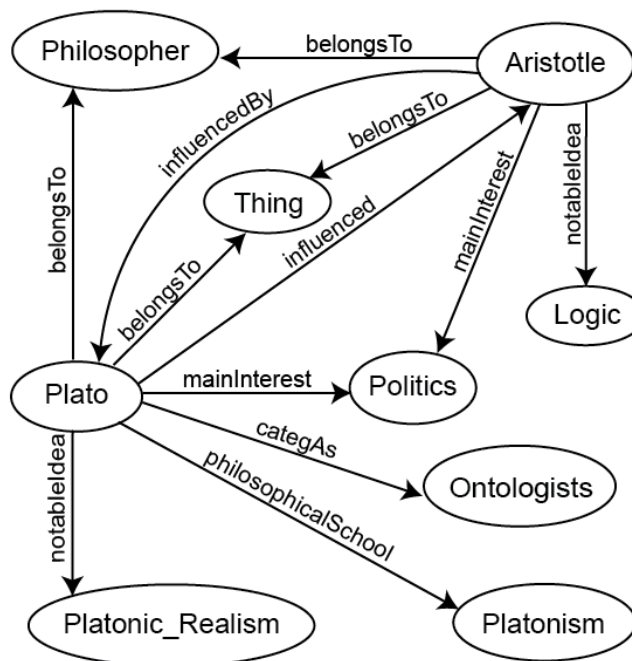 Philosopher
belongsTo
Aristotle
influencedBy
belongsTo
Thing
influenced
mainInterest
notableIdea
belongsTo
belongsTo
Logic
Plato
mainInterest
Politics
categAs
notableIdea
philosophicalSchool
Ontologists
Platonic_Realism
Platonism